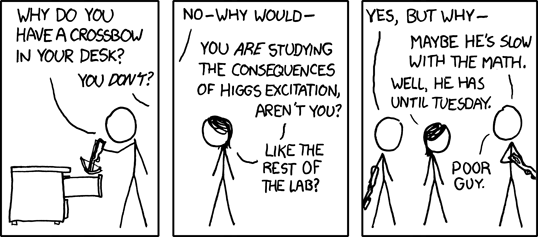 WHY DO YOU
HAVE A CROSSBOW
IN YOUR DESK?
YOU DON'T?
NO—WHY WOULD—
YOU ARE STUDYING
THE CONSEQUENCES
OF HIGGS EXCITATION,
AREN'T YOU?
LIKE THE
REST OF
THE LAB?
YES, BUT WHY—
MAYBE HE'S SLOW
WITH THE MATH.
WELL, HE HAS
UNTIL TUESDAY.
POOR
GUY.